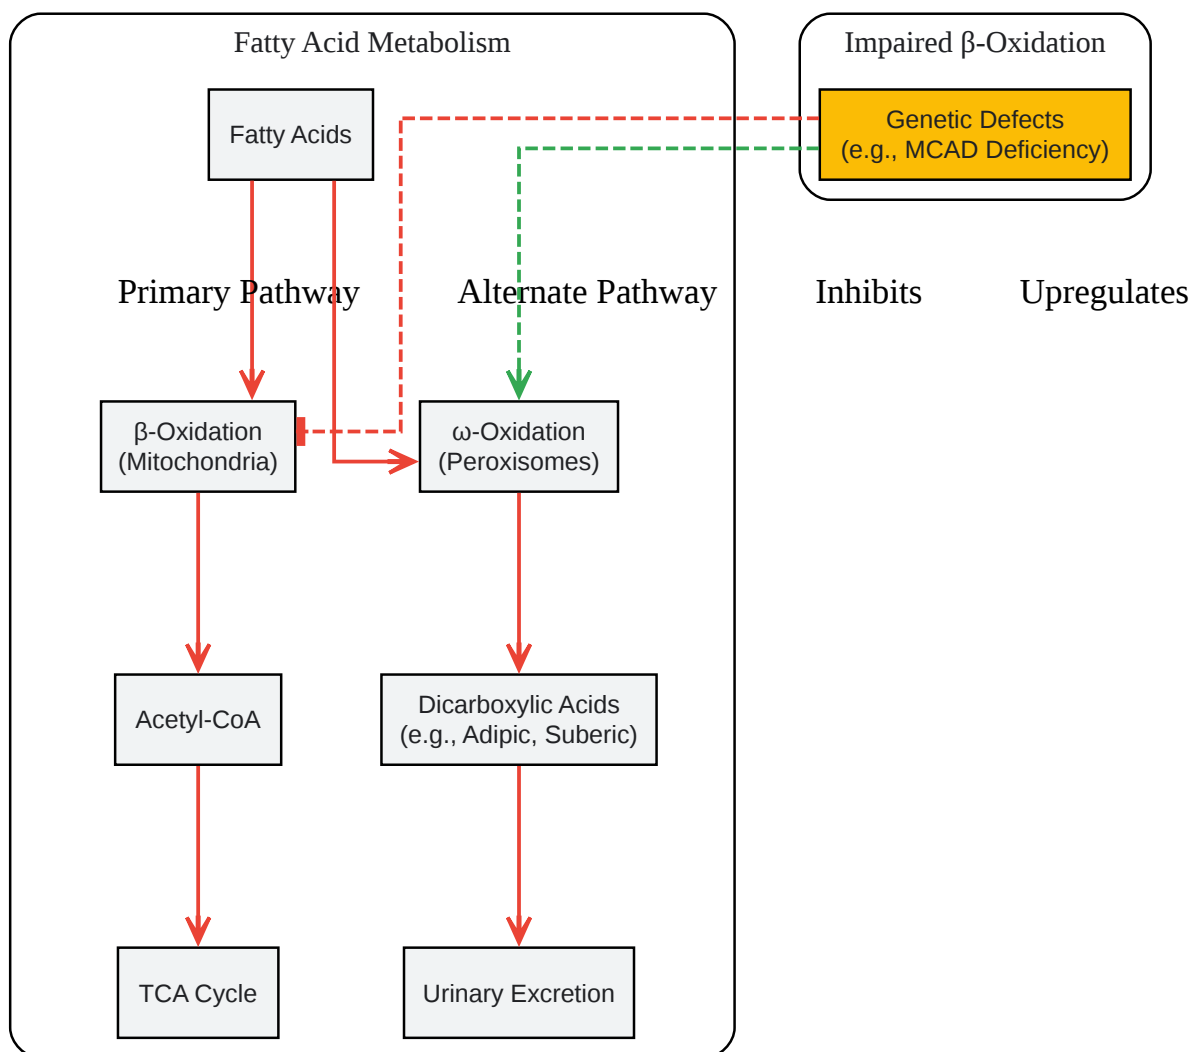 Fatty Acid Metabolism
Impaired β-Oxidation
Fatty Acids
Genetic Defects
(e.g., MCAD Deficiency)
Primary Pathway
Alternate Pathway
Inhibits
Upregulates
β-Oxidation
(Mitochondria)
ω-Oxidation
(Peroxisomes)
Acetyl-CoA
Dicarboxylic Acids
(e.g., Adipic, Suberic)
TCA Cycle
Urinary Excretion